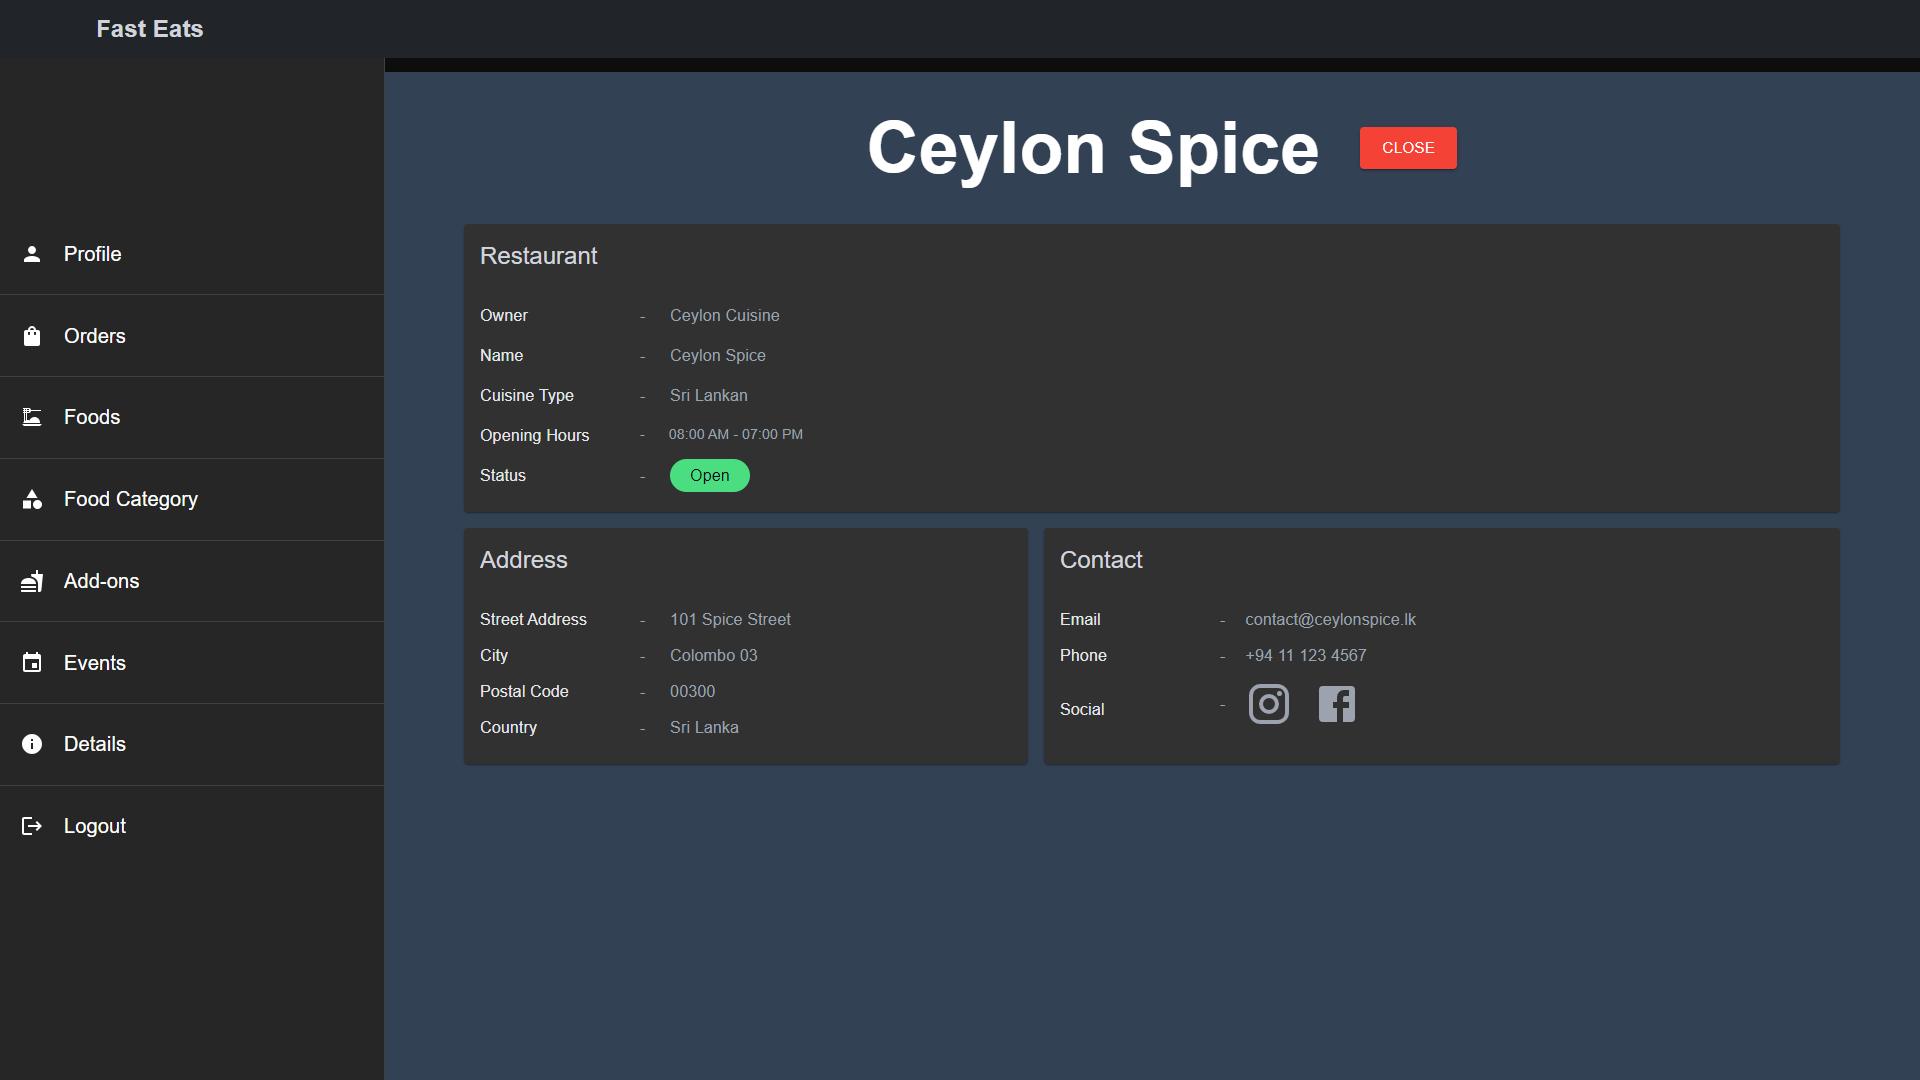 Fast Eats
Profile
Orders
Foods
Food Category
Add-ons
Events
Details
Logout
Ceylon Spice
CLOSE
Restaurant
Owner - Ceylon Cuisine
Name - Ceylon Spice
Cuisine Type - Sri Lankan
Opening Hours - 08:00 AM - 07:00 PM
Status - Open
Address
Street Address - 101 Spice Street
City - Colombo 03
Postal Code - 00300
Country - Sri Lanka
Contact
Email - contact@ceylonspice.lk
Phone - +94 11 123 4567
Social -